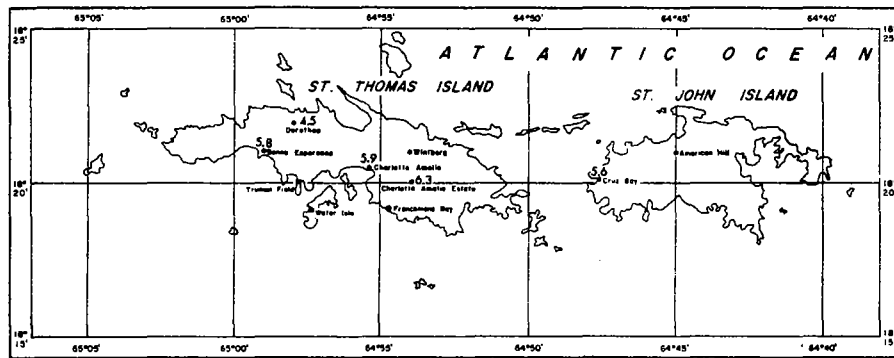 65°05' 65°00' 64°55' 64°50' 64°45' 64°40'
18° 25'
18° 25'
ATLANTIC OCEAN
ST. THOMAS ISLAND
ST. JOHN ISLAND
4.5
Dorothea
5.8
Bonne Esperance
Wintberg
5.9
Charlotte Amalie
6.3
Charlotte Amalie Estate
5.6
Cruz Bay
American Hill
18° 20'
18° 20'
Truman Field
Water Isle
Frenchmans Bay
18° 15'
18° 15'
65°05' 65°00' 64°55' 64°50' 64°45' 64°40'